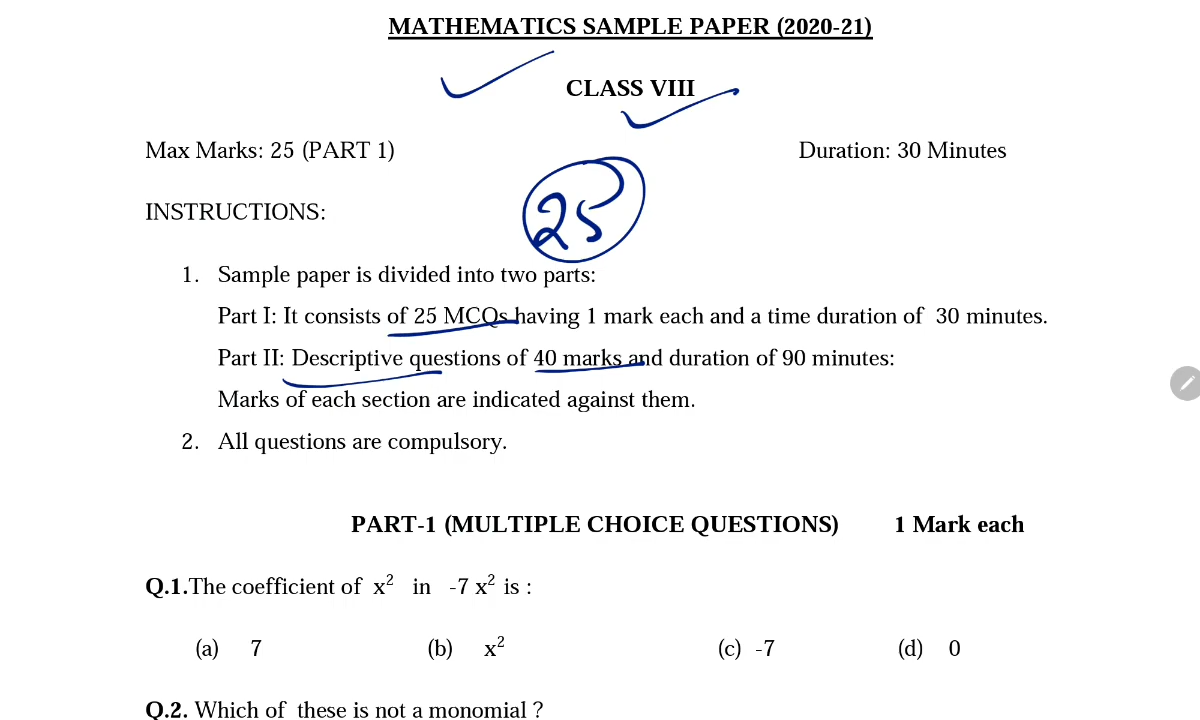 MATHEMATICS SAMPLE PAPER (2020-21)
CLASS VIII
Max Marks: 25 (PART 1) Duration: 30 Minutes
25
INSTRUCTIONS:
1. Sample paper is divided into two parts:
Part I: It consists of 25 MCQs having 1 mark each and a time duration of 30 minutes.
Part II: Descriptive questions of 40 marks and duration of 90 minutes:
Marks of each section are indicated against them.
2. All questions are compulsory.
PART-1 (MULTIPLE CHOICE QUESTIONS) 1 Mark each
Q.1.The coefficient of x² in -7 x² is :
(a) 7 (b) x² (c) -7 (d) 0
Q.2. Which of these is not a monomial ?